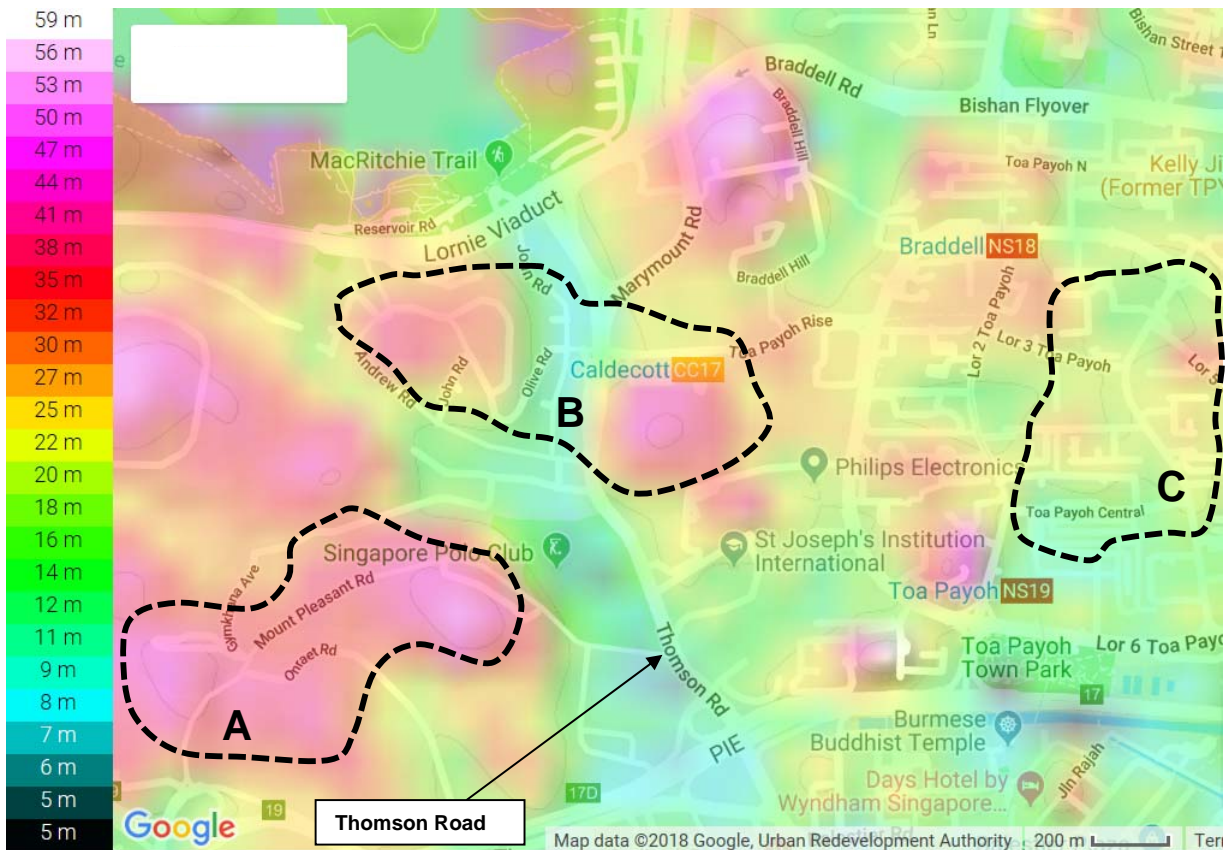 59 m
56 m
53 m
50 m
47 m
44 m
41 m
38 m
35 m
32 m
30 m
27 m
25 m
22 m
20 m
18 m
16 m
14 m
12 m
11 m
9 m
8 m
7 m
6 m
5 m
5 m
Braddell Rd
Bishan Street
Bishan Flyover
Braddell Hill
MacRitchie Trail
Toa Payoh N
Kelly
(Former
Reservoir Rd
Lornie Viaduct
Marymount Rd
Braddell NS18
John Rd
Braddell Hill
Lor 2 Toa Payoh
Toa Payoh Rise
Lor 3 Toa Payoh
Lor 5
Andrew Rd
John Rd
Olive Rd
Caldecott CC17
B
Philips Electronics
C
Toa Payoh Central
Singapore Polo Club
St Joseph's Institution
International
Gymkhana Ave
Mount Pleasant Rd
Toa Payoh NS19
Ontaet Rd
Thomson Rd
Toa Payoh
Town Park
Lor 6 Toa
17
A
Burmese
Buddhist Temple
PIE
Jln Rajah
Days Hotel by
Wyndham Singapore...
17D
19
Google
Thomson Road
Map data ©2018 Google, Urban Redevelopment Authority
200 m